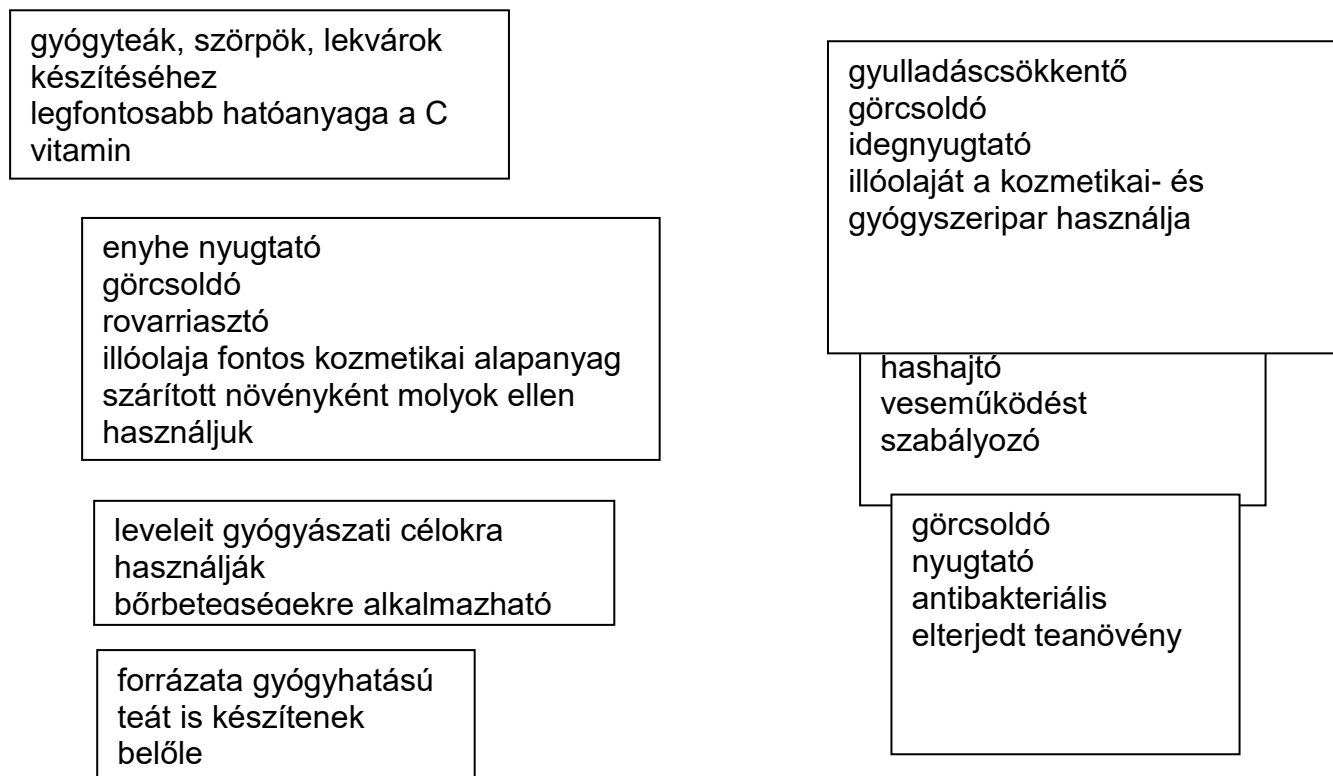 gyógyteák, szörpök, lekvárok
készítéséhez
legfontosabb hatóanyaga a C
vitamin
enyhe nyugtató
görcsoldó
rovarriasztó
illóolaja fontos kozmetikai alapanyag
szárított növényként molyok ellen
használjuk
leveleit gyógyászati célokra
használják
bőrbetegségekre alkalmazható
forrázata gyógyhatású
teát is készítenek
belőle
gyulladáscsökkentő
görcsoldó
idegnyugtató
illóolaját a kozmetikai- és
gyógyszeripar használja
hashajtó
veseműködést
szabályozó
görcsoldó
nyugtató
antibakteriális
elterjedt teanövény